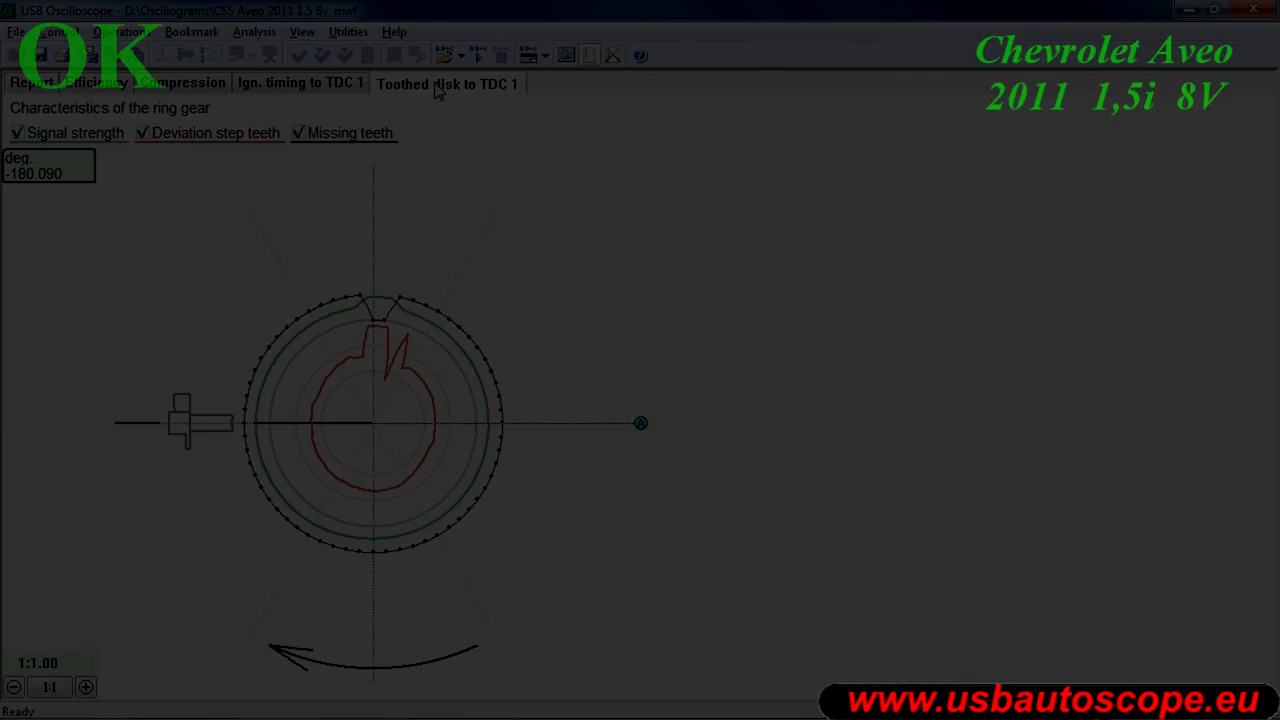 USB Oscilloscope - D:\Oscillograms\CSS Aveo 2011 1.5 8v .mwf
File Control Operations Bookmark Analysis View Utilities Help
OK
Chevrolet Aveo
2011 1,5i 8V
Report Efficiency Compression Ign. timing to TDC 1 Toothed disk to TDC 1
Characteristics of the ring gear
Signal strength Deviation step teeth Missing teeth
deg.:
-180.090
A
1:1.00
1:1
Ready
www.usbautoscope.eu